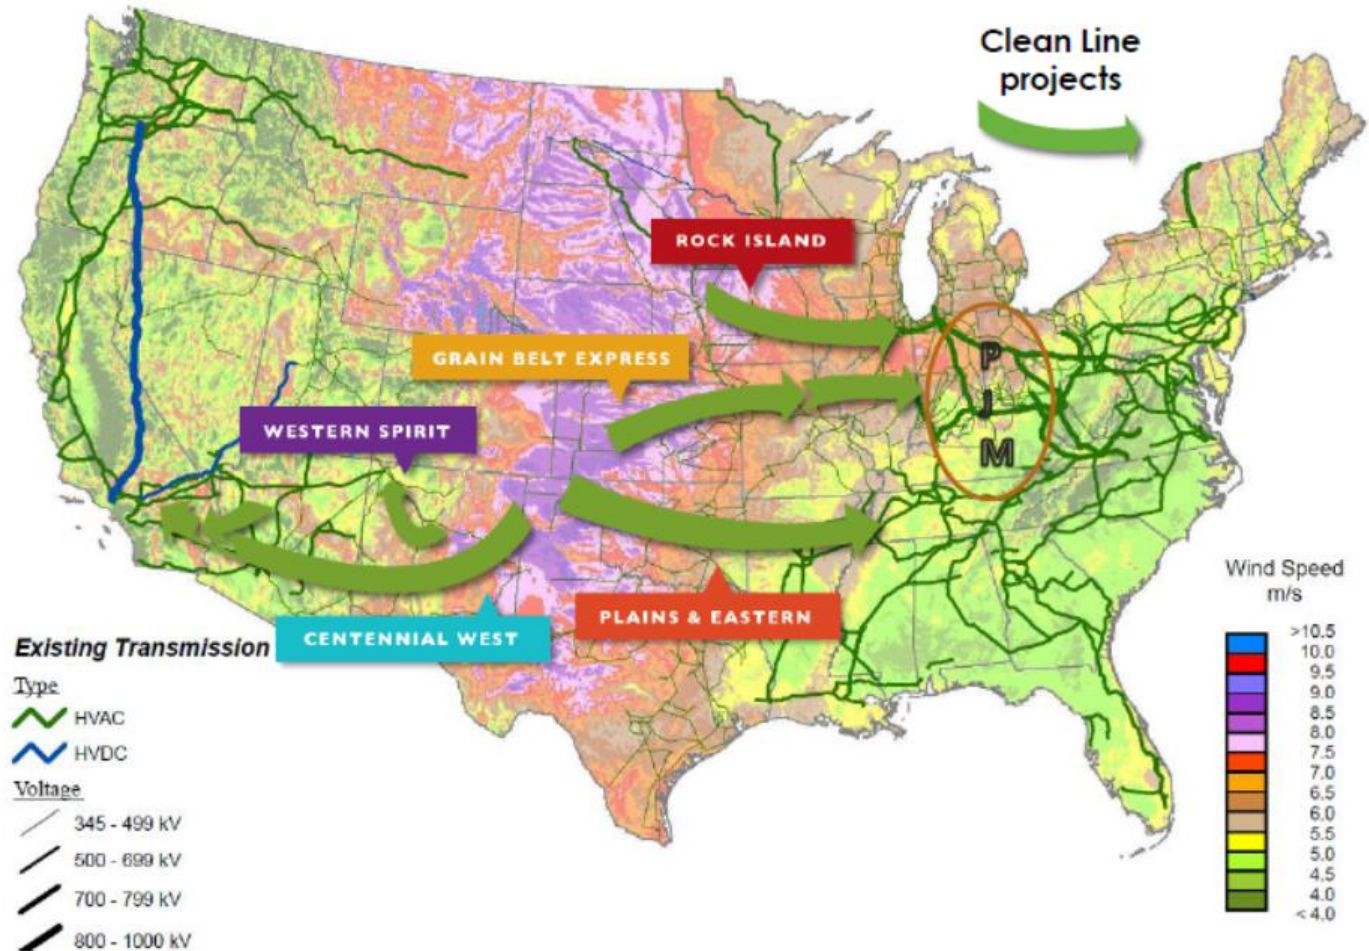 Clean Line
projects
ROCK ISLAND
GRAIN BELT EXPRESS
P
J
M
WESTERN SPIRIT
CENTENNIAL WEST
PLAINS & EASTERN
Existing Transmission
Type
HVAC
HVDC
Voltage
345 - 499 kV
500 - 699 kV
700 - 799 kV
800 - 1000 kV
Wind Speed
m/s
>10.5
10.0
9.5
9.0
8.5
8.0
7.5
7.0
6.5
6.0
5.5
5.0
4.5
4.0
< 4.0